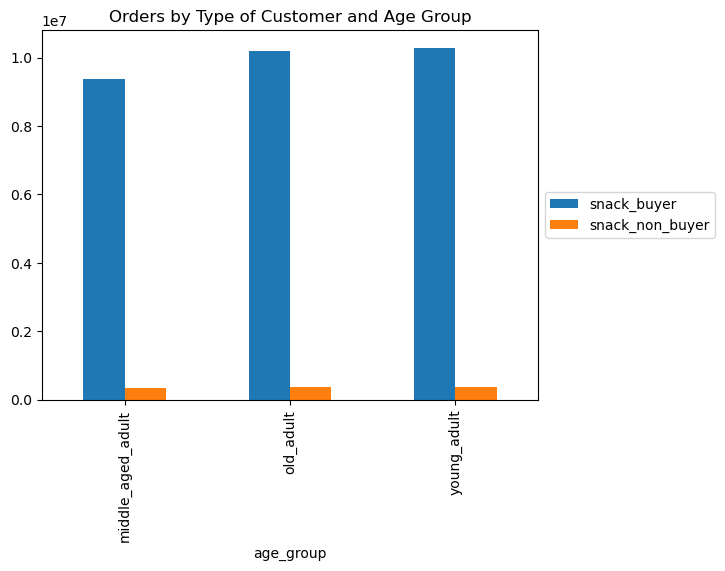 Orders by Type of Customer and Age Group
1e7
1.0
0.8
0.6
0.4
0.2
0.0
middle_aged_adult
old_adult
young_adult
age_group
snack_buyer
snack_non_buyer